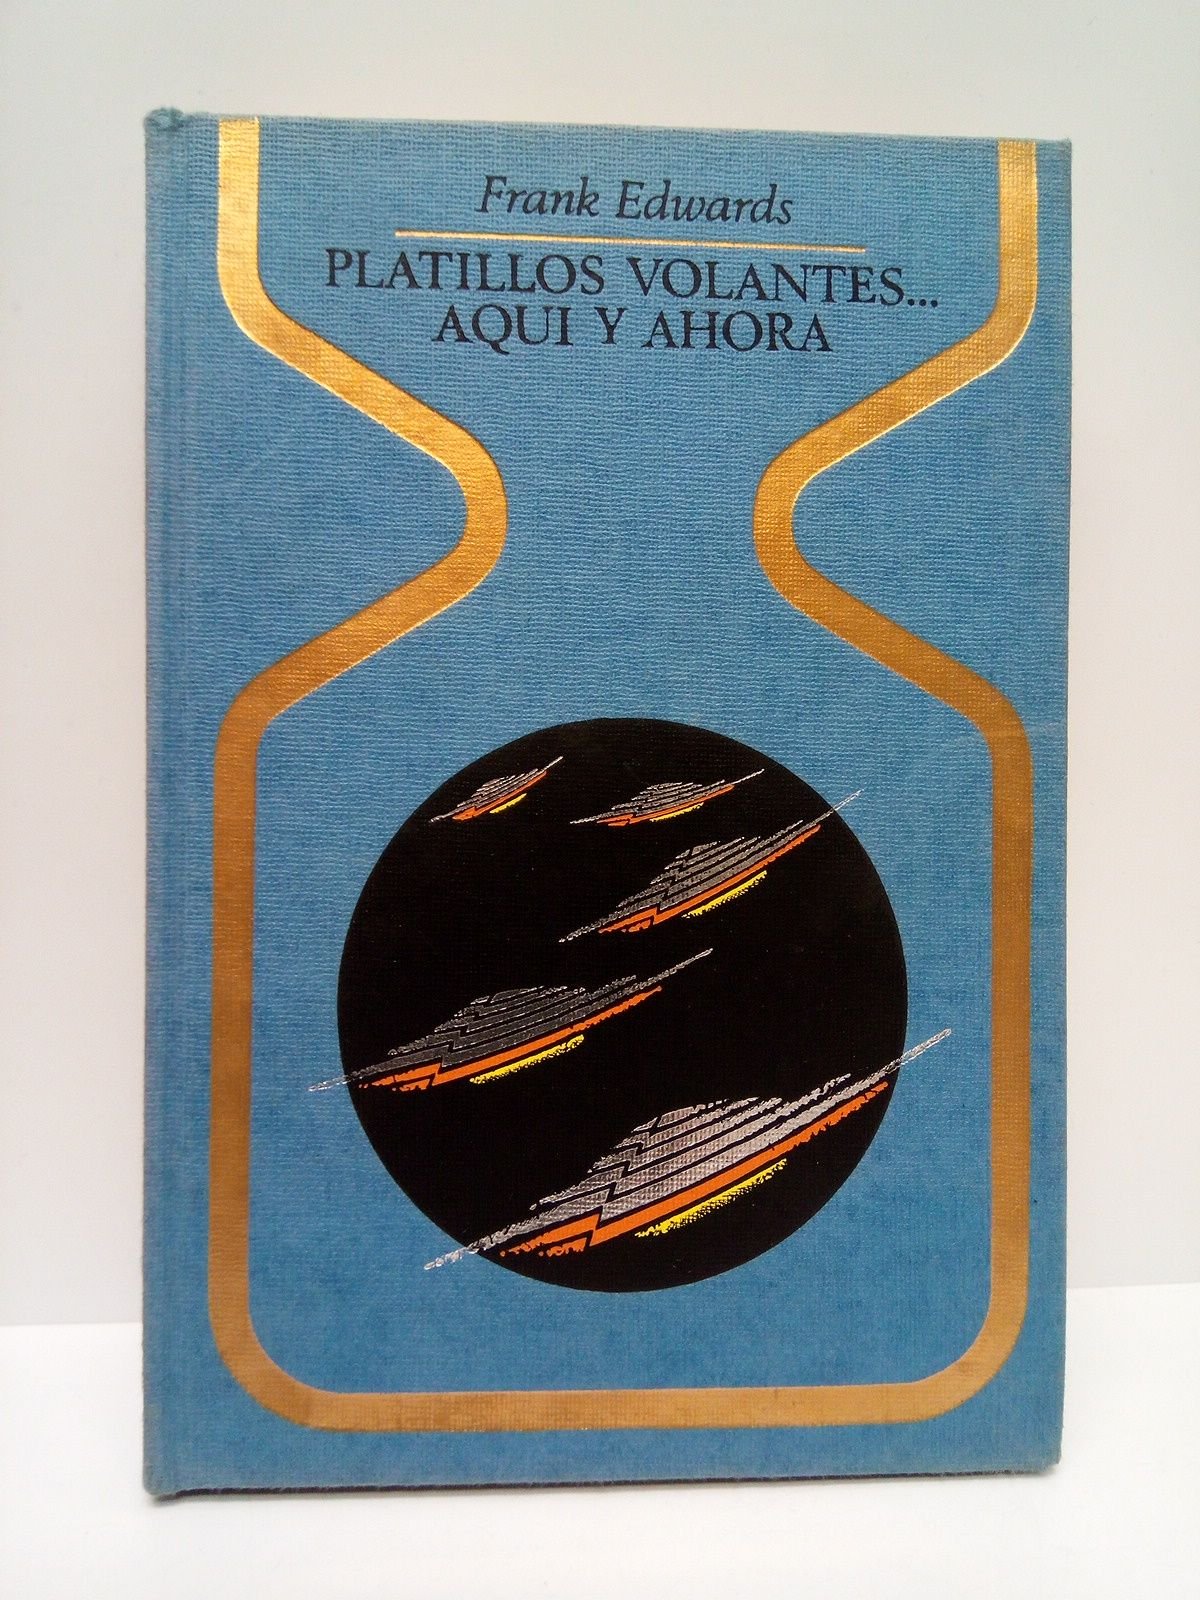 Frank Edwards
PLATILLOS VOLANTES...
AQUI Y AHORA